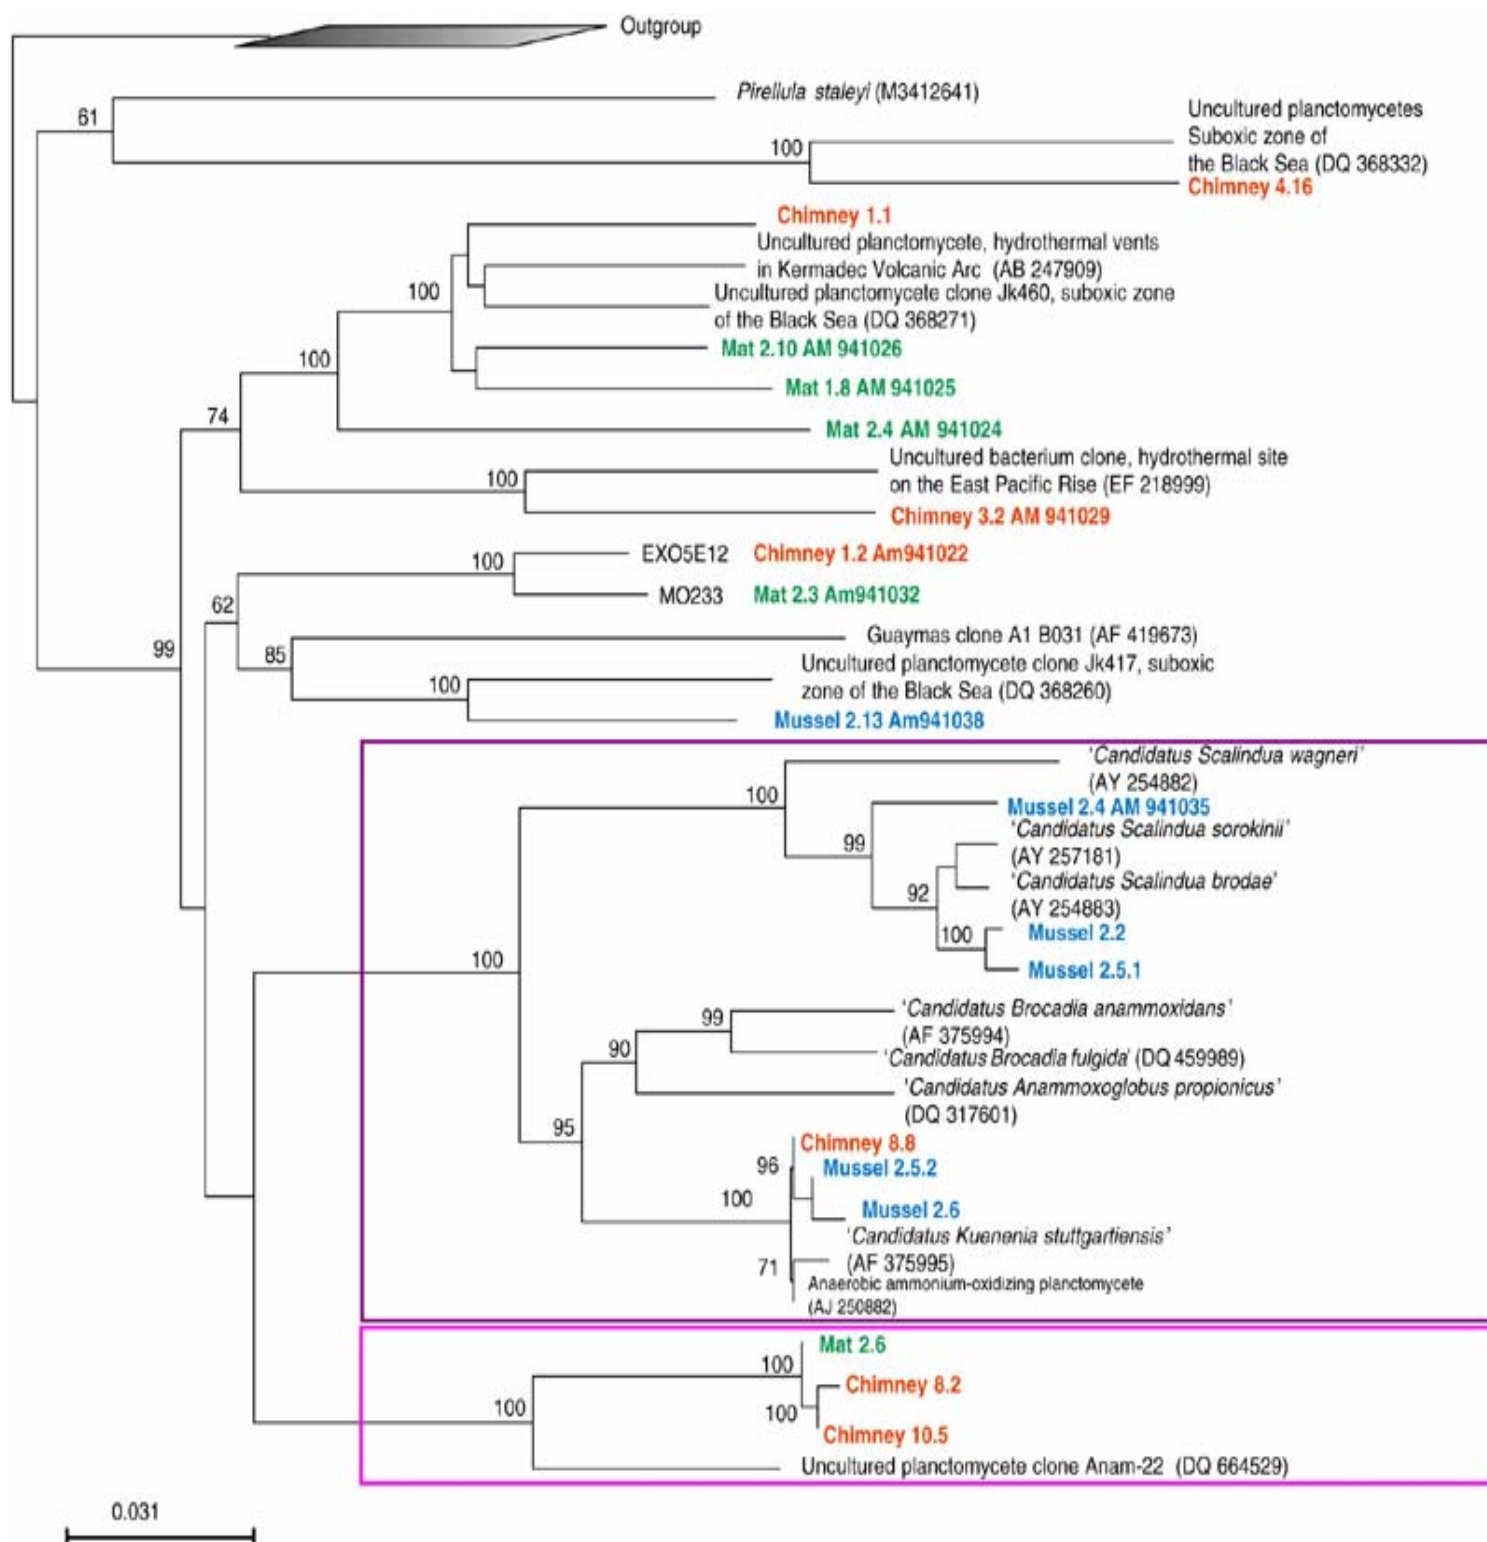 Outgroup
Pirellula staleyi (M3412641)
61
Uncultured planctomycetes
Suboxic zone of
the Black Sea (DQ 368332)
100
Chimney 4.16
Chimney 1.1
Uncultured planctomycete, hydrothermal vents
in Kermadec Volcanic Arc (AB 247909)
100
Uncultured planctomycete clone Jk460, suboxic zone
of the Black Sea (DQ 368271)
Mat 2.10 AM 941026
100
Mat 1.8 AM 941025
74
Mat 2.4 AM 941024
Uncultured bacterium clone, hydrothermal site
on the East Pacific Rise (EF 218999)
100
Chimney 3.2 AM 941029
100
EXO5E12 Chimney 1.2 Am941022
MO233 Mat 2.3 Am941032
62
Guaymas clone A1 B031 (AF 419673)
99
85
Uncultured planctomycete clone Jk417, suboxic
zone of the Black Sea (DQ 368260)
100
Mussel 2.13 Am941038
'Candidatus Scalindua wagneri'
(AY 254882)
100
Mussel 2.4 AM 941035
'Candidatus Scalindua sorokinii'
(AY 257181)
99
'Candidatus Scalindua brodae'
(AY 254883)
92
100
Mussel 2.2
Mussel 2.5.1
100
'Candidatus Brocadia anammoxidans'
(AF 375994)
99
'Candidatus Brocadia fulgida' (DQ 459989)
90
'Candidatus Anammoxoglobus propionicus'
(DQ 317601)
95
Chimney 8.8
96
Mussel 2.5.2
100
Mussel 2.6
'Candidatus Kuenenia stuttgartiensis'
(AF 375995)
71
Anaerobic ammonium-oxidizing planctomycete
(AJ 250882)
Mat 2.6
100
Chimney 8.2
100
100
Chimney 10.5
Uncultured planctomycete clone Anam-22 (DQ 664529)
0.031